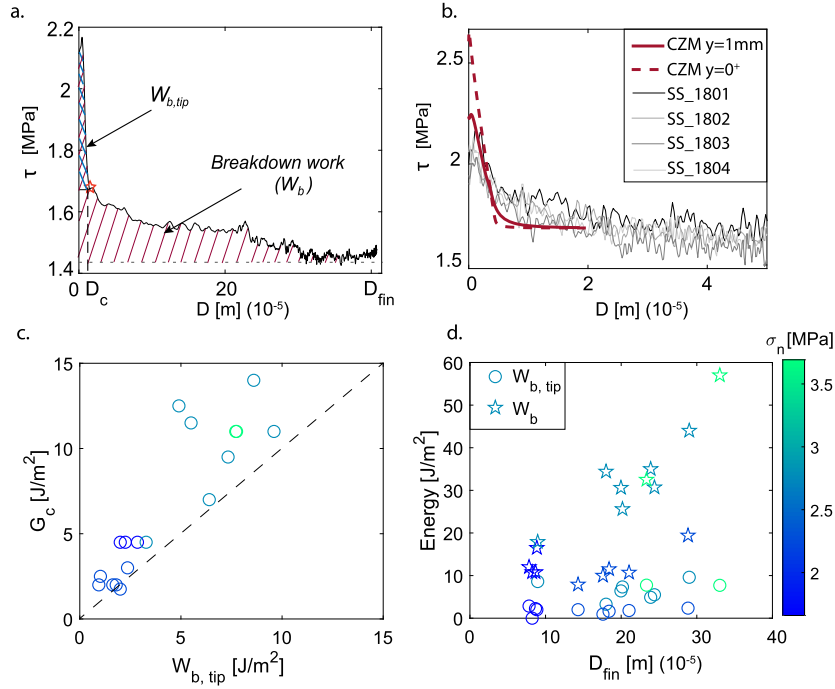 a.
2.2
2
1.8
1.6
1.4
τ [MPa]
W_b,tip
Breakdown work
(W_b)
0 D_c 20 D_fin
D [m] (10⁻⁵)
b.
2.5
2
1.5
τ [MPa]
CZM y=1mm
CZM y=0⁺
SS_1801
SS_1802
SS_1803
SS_1804
0 2 4
D [m] (10⁻⁵)
c.
15
10
5
0
G_c [J/m²]
0 5 10 15
W_b, tip [J/m²]
d.
60
50
40
30
20
10
0
Energy [J/m²]
W_b, tip
W_b
0 10 20 30 40
D_fin [m] (10⁻⁵)
σ_n [MPa]
3.5
3
2.5
2